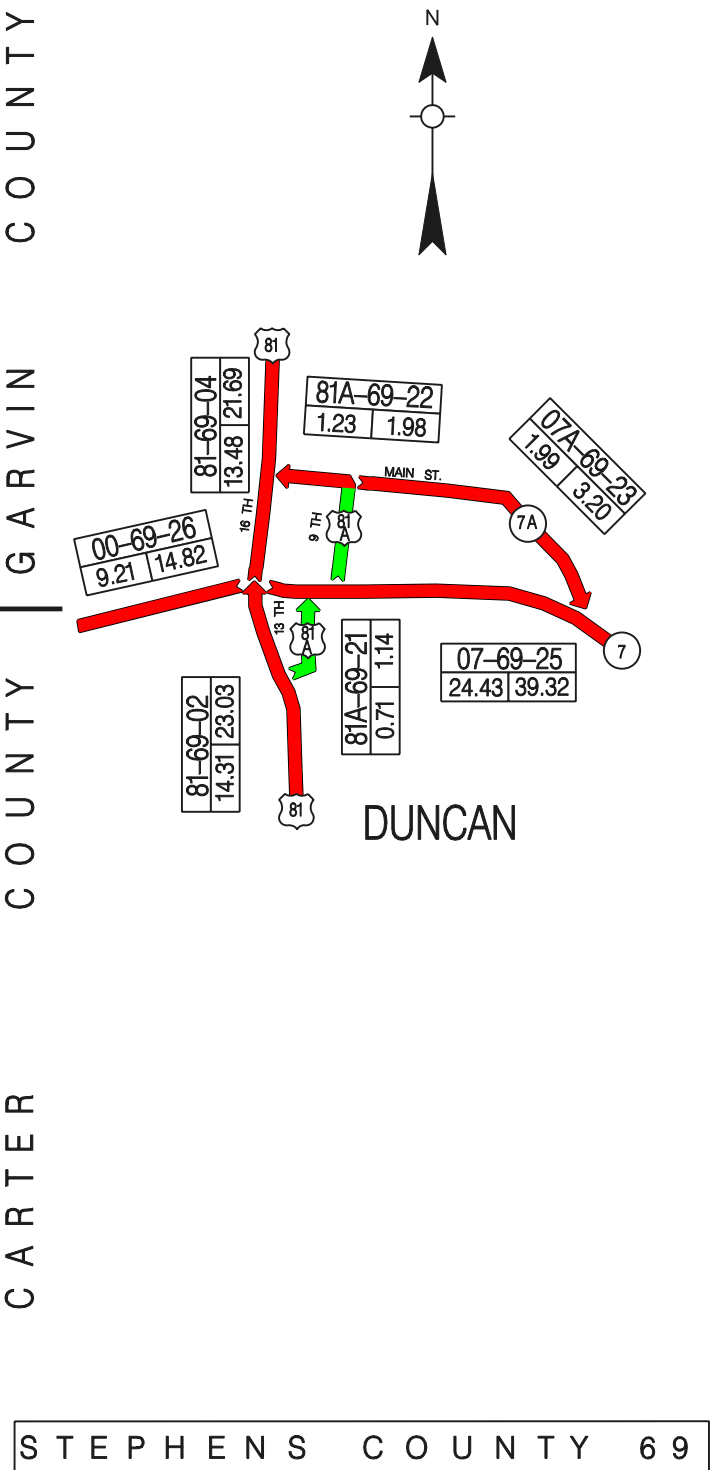 N
GARVIN COUNTY
81
81-69-04
13.48 21.69
81A-69-22
1.23 1.98
07A-69-23
1.99 3.20
MAIN ST.
16 TH
9 TH
81 A
7A
00-69-26
9.21 14.82
13 TH
81 A
81A-69-21
0.71 1.14
07-69-25
24.43 39.32
7
81-69-02
14.31 23.03
81
DUNCAN
CARTER COUNTY
STEPHENS COUNTY 69